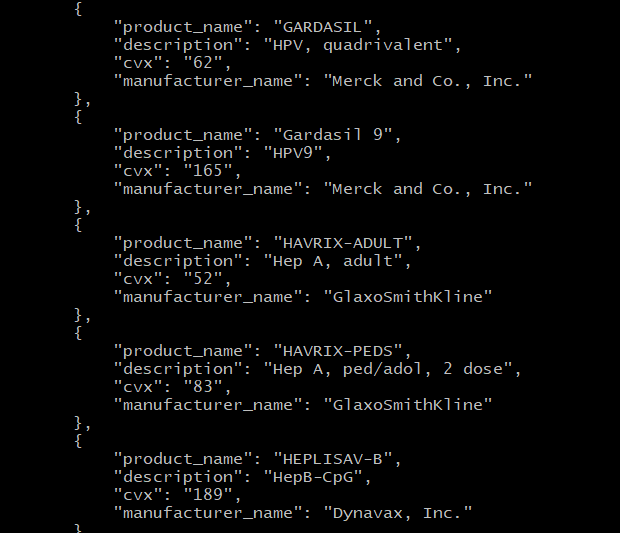 {
"product_name": "GARDASIL",
"description": "HPV, quadrivalent",
"cvx": "62",
"manufacturer_name": "Merck and Co., Inc."
},
{
"product_name": "Gardasil 9",
"description": "HPV9",
"cvx": "165",
"manufacturer_name": "Merck and Co., Inc."
},
{
"product_name": "HAVRIX-ADULT",
"description": "Hep A, adult",
"cvx": "52",
"manufacturer_name": "GlaxoSmithKline"
},
{
"product_name": "HAVRIX-PEDS",
"description": "Hep A, ped/adol, 2 dose",
"cvx": "83",
"manufacturer_name": "GlaxoSmithKline"
},
{
"product_name": "HEPLISAV-B",
"description": "HepB-CpG",
"cvx": "189",
"manufacturer_name": "Dynavax, Inc."
}